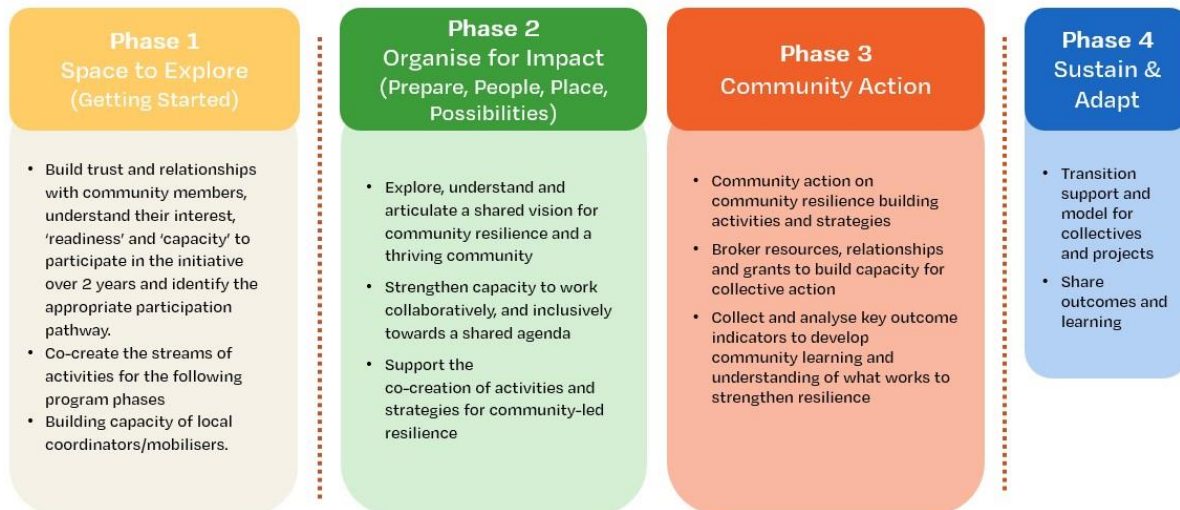 Phase 1
Space to Explore
(Getting Started)
• Build trust and relationships
with community members,
understand their interest,
‘readiness’ and ‘capacity’ to
participate in the initiative
over 2 years and identify the
appropriate participation
pathway.
• Co-create the streams of
activities for the following
program phases
• Building capacity of local
coordinators/mobilisers.
Phase 2
Organise for Impact
(Prepare, People, Place,
Possibilities)
• Explore, understand and
articulate a shared vision for
community resilience and a
thriving community
• Strengthen capacity to work
collaboratively, and inclusively
towards a shared agenda
• Support the
co-creation of activities and
strategies for community-led
resilience
Phase 3
Community Action
• Community action on
community resilience building
activities and strategies
• Broker resources, relationships
and grants to build capacity for
collective action
• Collect and analyse key outcome
indicators to develop
community learning and
understanding of what works to
strengthen resilience
Phase 4
Sustain &
Adapt
• Transition
support and
model for
collectives
and projects
• Share
outcomes and
learning